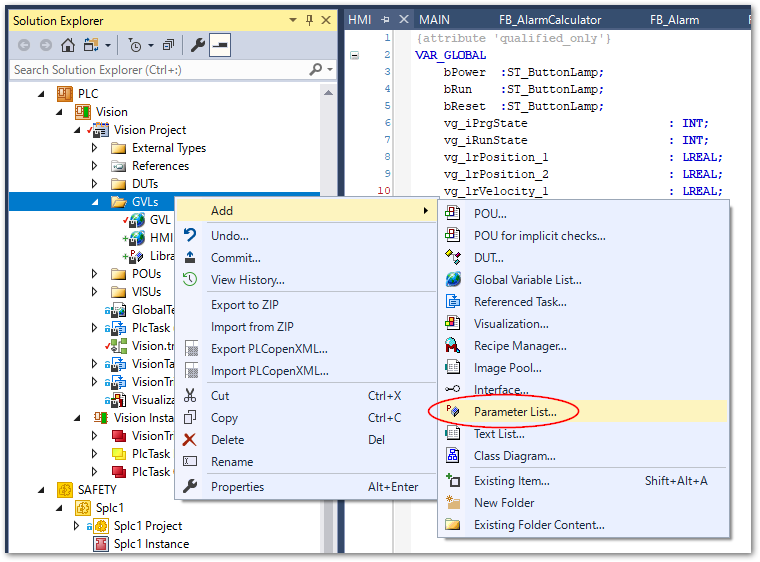 Solution Explorer
Search Solution Explorer (Ctrl+;)
PLC
Vision
Vision Project
External Types
References
DUTs
GVLs
GVL
HMI
Libra
POUs
VISUs
GlobalTe
PlcTask
Vision.tr
VisionTa
VisionTr
Visualiza
Vision Insta
VisionTr
PlcTask
PlcTask
SAFETY
Splc1
Splc1 Project
Splc1 Instance
HMI MAIN FB_AlarmCalculator FB_Alarm
1 {attribute 'qualified_only'}
2 VAR_GLOBAL
3 bPower :ST_ButtonLamp;
4 bRun :ST_ButtonLamp;
5 bReset :ST_ButtonLamp;
6 vg_iPrgState : INT;
7 vg_iRunState : INT;
8 vg_lrPosition_1 : LREAL;
9 vg_lrPosition_2 : LREAL;
10 vg_lrVelocity_1 : LREAL;
Add
Undo...
Commit...
View History...
Export to ZIP
Import from ZIP
Export PLCopenXML...
Import PLCopenXML...
Cut Ctrl+X
Copy Ctrl+C
Delete Del
Rename
Properties Alt+Enter
POU...
POU for implicit checks...
DUT...
Global Variable List...
Referenced Task...
Visualization...
Recipe Manager...
Image Pool...
Interface...
Parameter List...
Text List...
Class Diagram...
Existing Item... Shift+Alt+A
New Folder
Existing Folder Content...